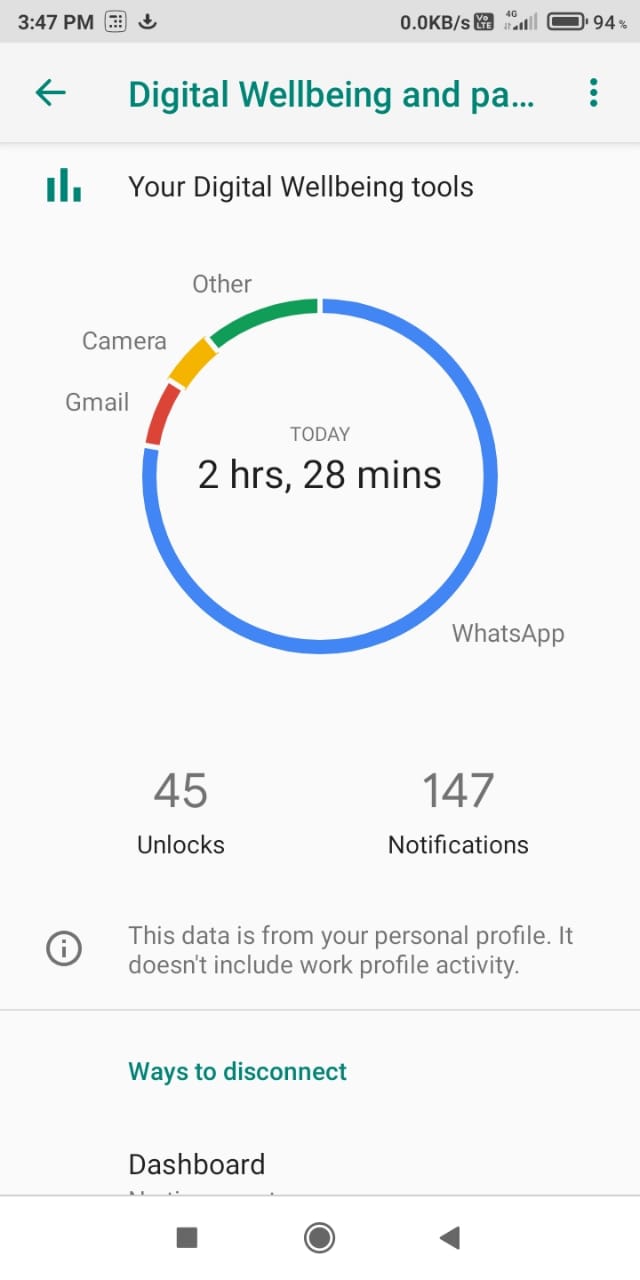 3:47 PM 0.0KB/s Vo LTE 4G 94%
Digital Wellbeing and pa...
Your Digital Wellbeing tools
Other
Camera
Gmail
TODAY
2 hrs, 28 mins
WhatsApp
45 147
Unlocks Notifications
This data is from your personal profile. It
doesn't include work profile activity.
Ways to disconnect
Dashboard